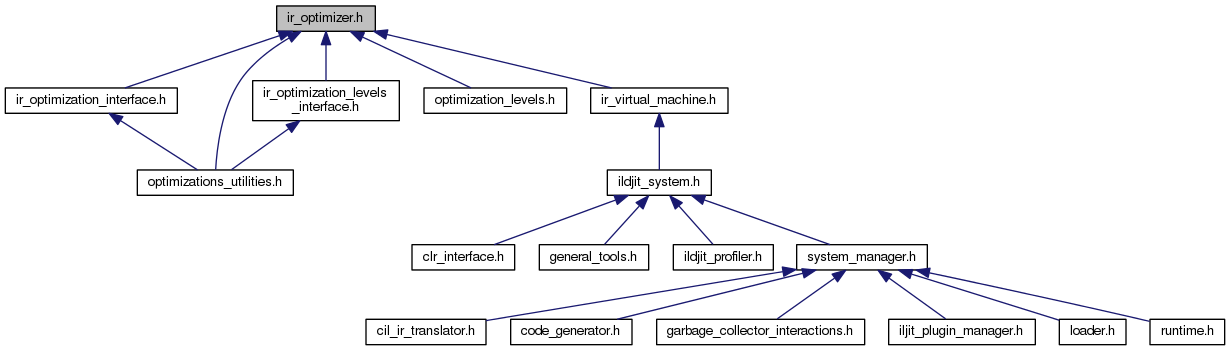 ir_optimizer.h
ir_optimization_interface.h
ir_optimization_levels
_interface.h
optimization_levels.h
ir_virtual_machine.h
optimizations_utilities.h
ildjit_system.h
clr_interface.h
general_tools.h
ildjit_profiler.h
system_manager.h
cil_ir_translator.h
code_generator.h
garbage_collector_interactions.h
iljit_plugin_manager.h
loader.h
runtime.h